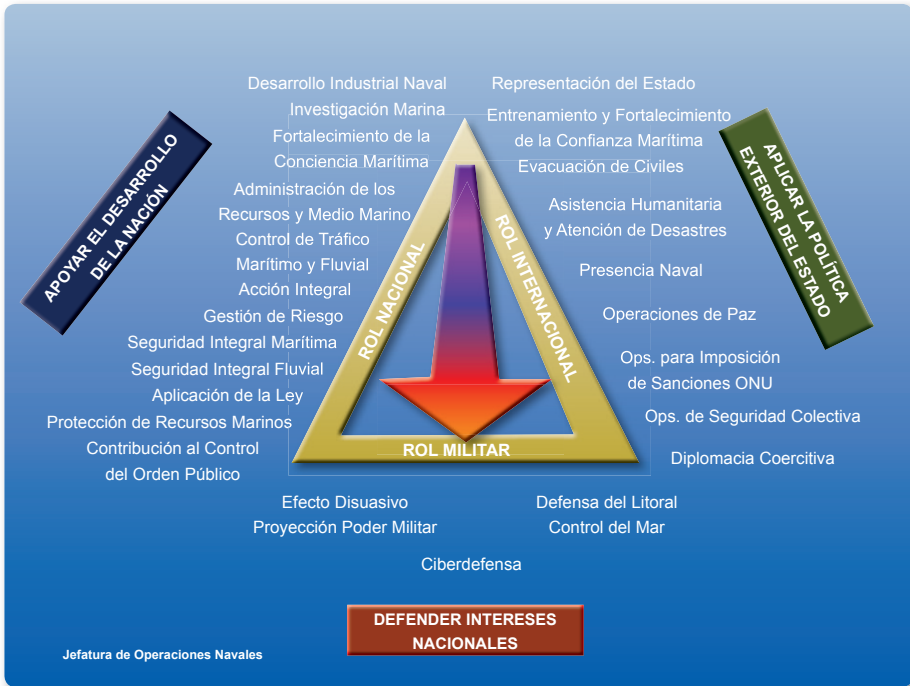 APOYAR EL DESARROLLO
DE LA NACIÓN
Desarrollo Industrial Naval
Investigación Marina
Fortalecimiento de la
Conciencia Marítima
Administración de los
Recursos y Medio Marino
Control de Tráfico
Marítimo y Fluvial
Acción Integral
Gestión de Riesgo
Seguridad Integral Marítima
Seguridad Integral Fluvial
Aplicación de la Ley
Protección de Recursos Marinos
Contribución al Control
del Orden Público
ROL NACIONAL
ROL INTERNACIONAL
ROL MILITAR
Representación del Estado
Entrenamiento y Fortalecimiento
de la Confianza Marítima
Evacuación de Civiles
Asistencia Humanitaria
y Atención de Desastres
Presencia Naval
Operaciones de Paz
Ops. para Imposición
de Sanciones ONU
Ops. de Seguridad Colectiva
Diplomacia Coercitiva
APLICAR LA POLÍTICA
EXTERIOR DEL ESTADO
Efecto Disuasivo
Proyección Poder Militar
Defensa del Litoral
Control del Mar
Ciberdefensa
DEFENDER INTERESES
NACIONALES
Jefatura de Operaciones Navales